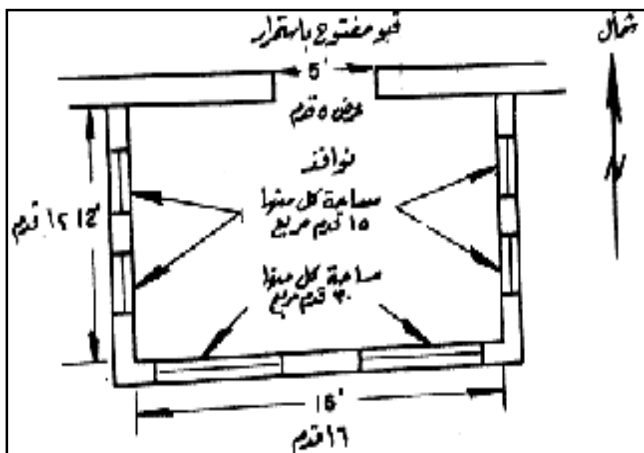 قبو مفتوح باستمرار
شمال
5'
عرض ٥ قدم
N
نوافذ
مساحة كل منها
١٥ قدم مربع
١٢ قدم 12'
مساحة كل منها
٣٠ قدم مربع
16'
١٦ قدم